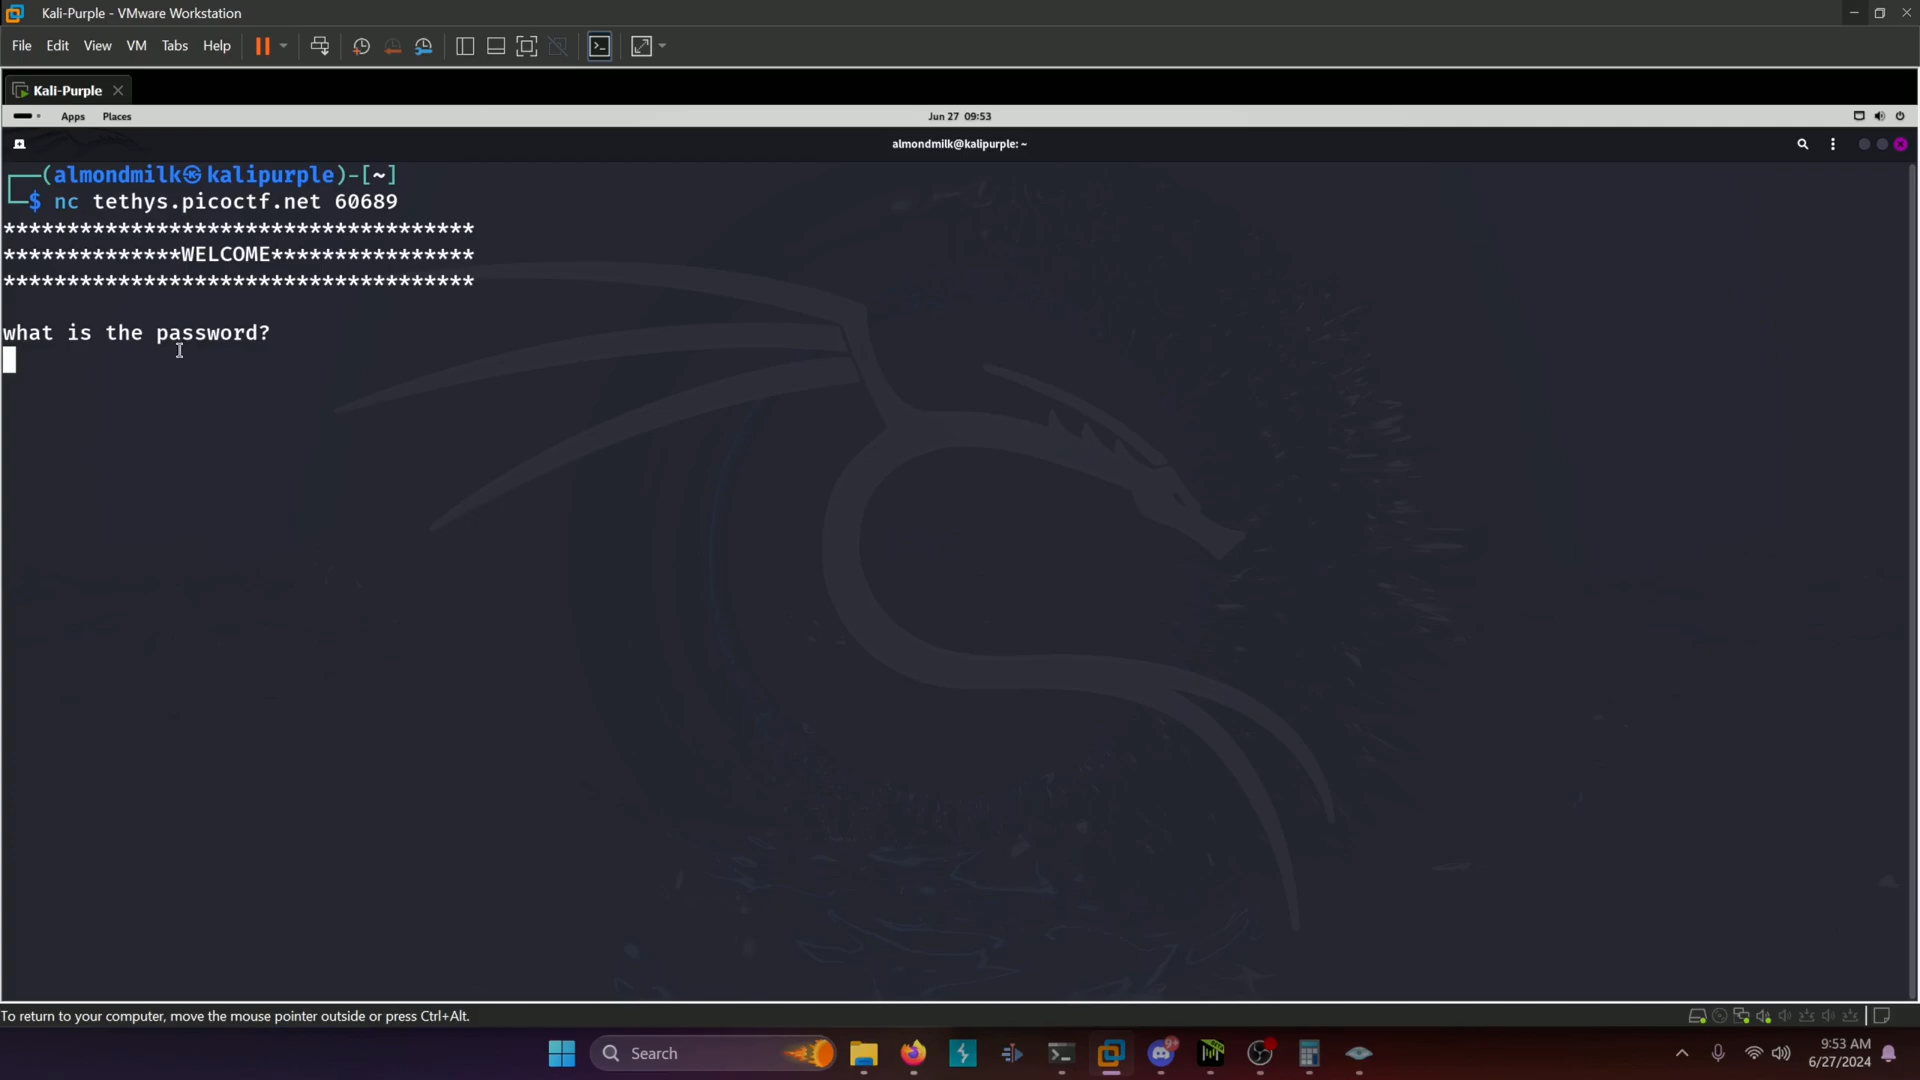 Kali-Purple - VMware Workstation
File Edit View VM Tabs Help
Kali-Purple
Apps Places Jun 27 09:53
almondmilk@kalipurple: ~
┌──(almondmilk㉿kalipurple)-[~]
└─$ nc tethys.picoctf.net 60689
*************************************
**************WELCOME****************
*************************************
what is the password?
To return to your computer, move the mouse pointer outside or press Ctrl+Alt.
Search
9:53 AM
6/27/2024